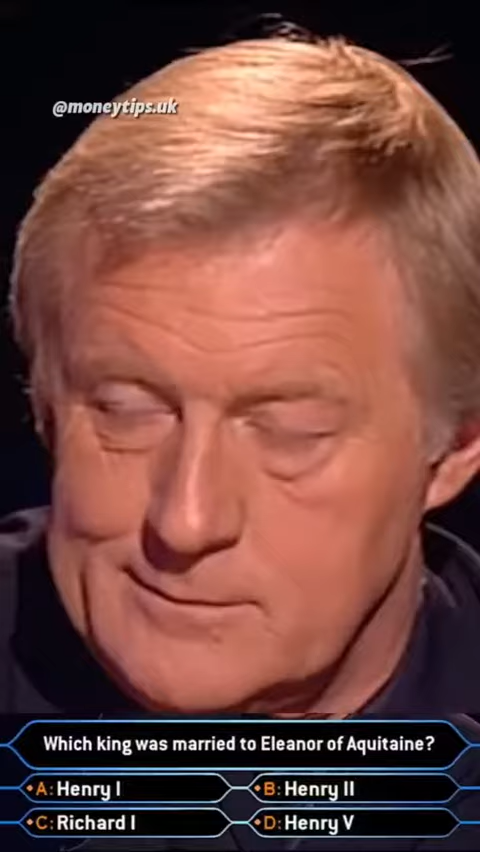 @moneytips.uk
Which king was married to Eleanor of Aquitaine?
A: Henry I
B: Henry II
C: Richard I
D: Henry V